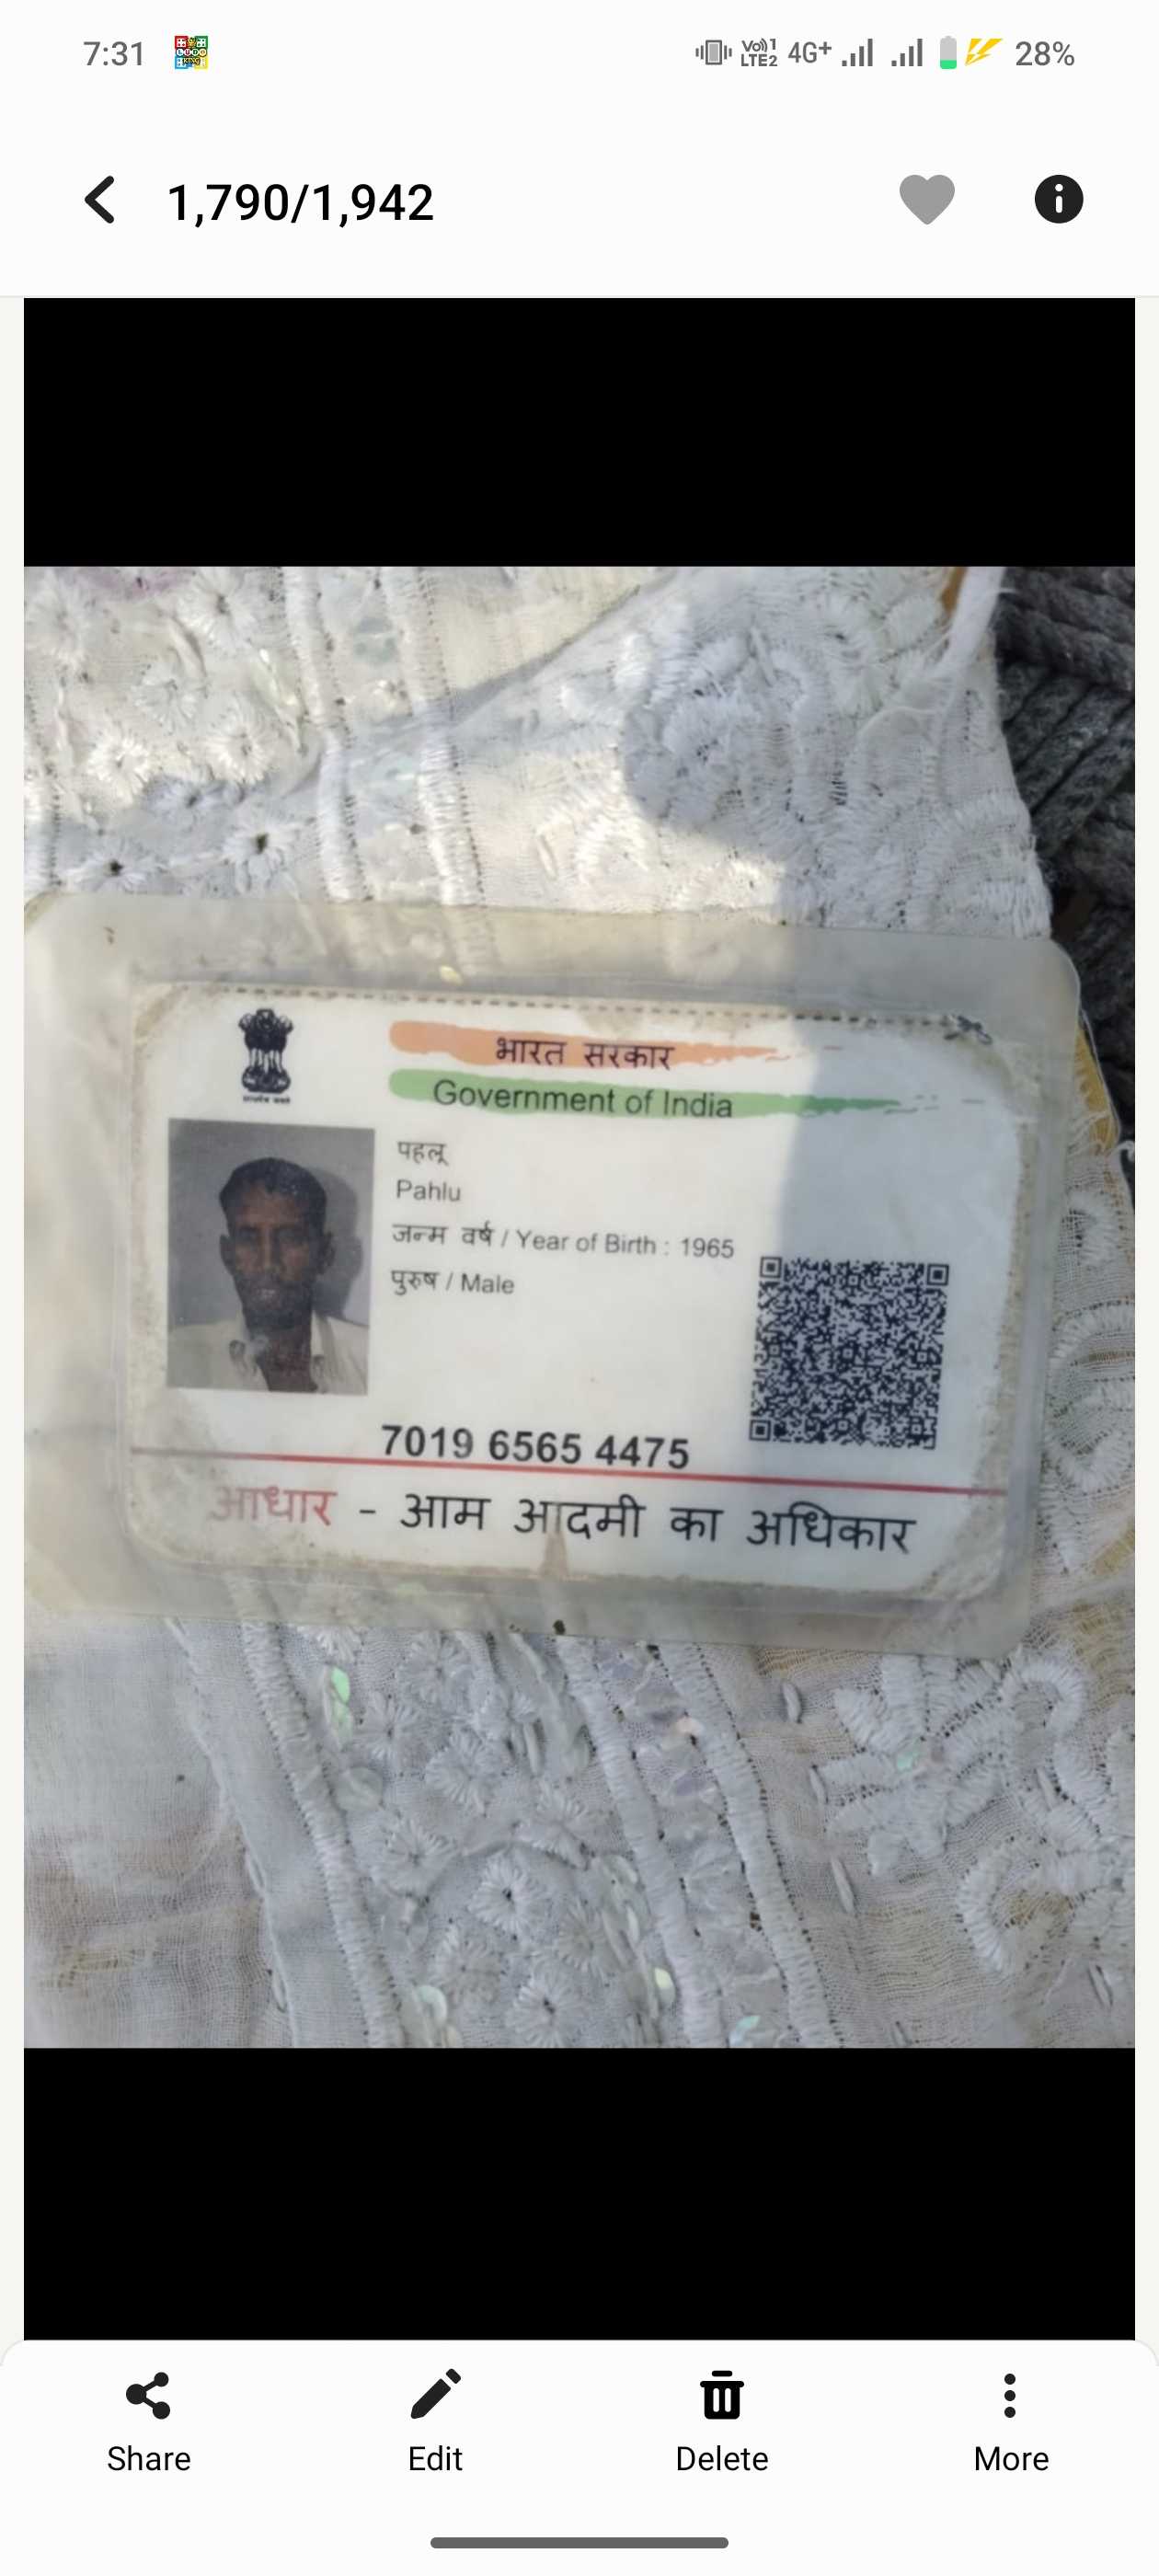 7:31 Vo)) 1 LTE2 4G+ 28%
1,790/1,942
भारत सरकार
Government of India
पहलू
Pahlu
जन्म वर्ष / Year of Birth : 1965
पुरुष / Male
7019 6565 4475
आधार - आम आदमी का अधिकार
Share Edit Delete More